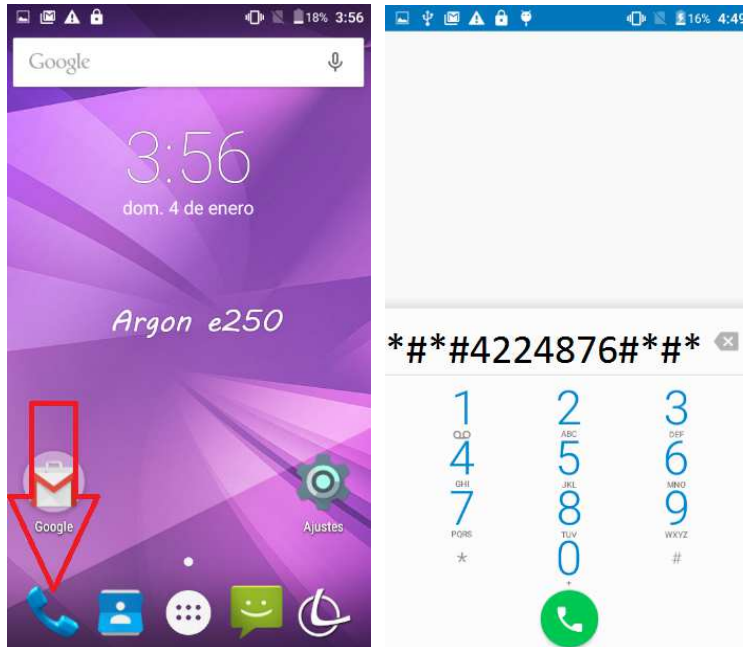 18% 3:56
Google
3:56
dom. 4 de enero
Argon e250
Google
Ajustes
16% 4:49
*#*#4224876#*#*
1 2 3
ABC DEF
4 5 6
GHI JKL MNO
7 8 9
PQRS TUV WXYZ
* 0 #
+